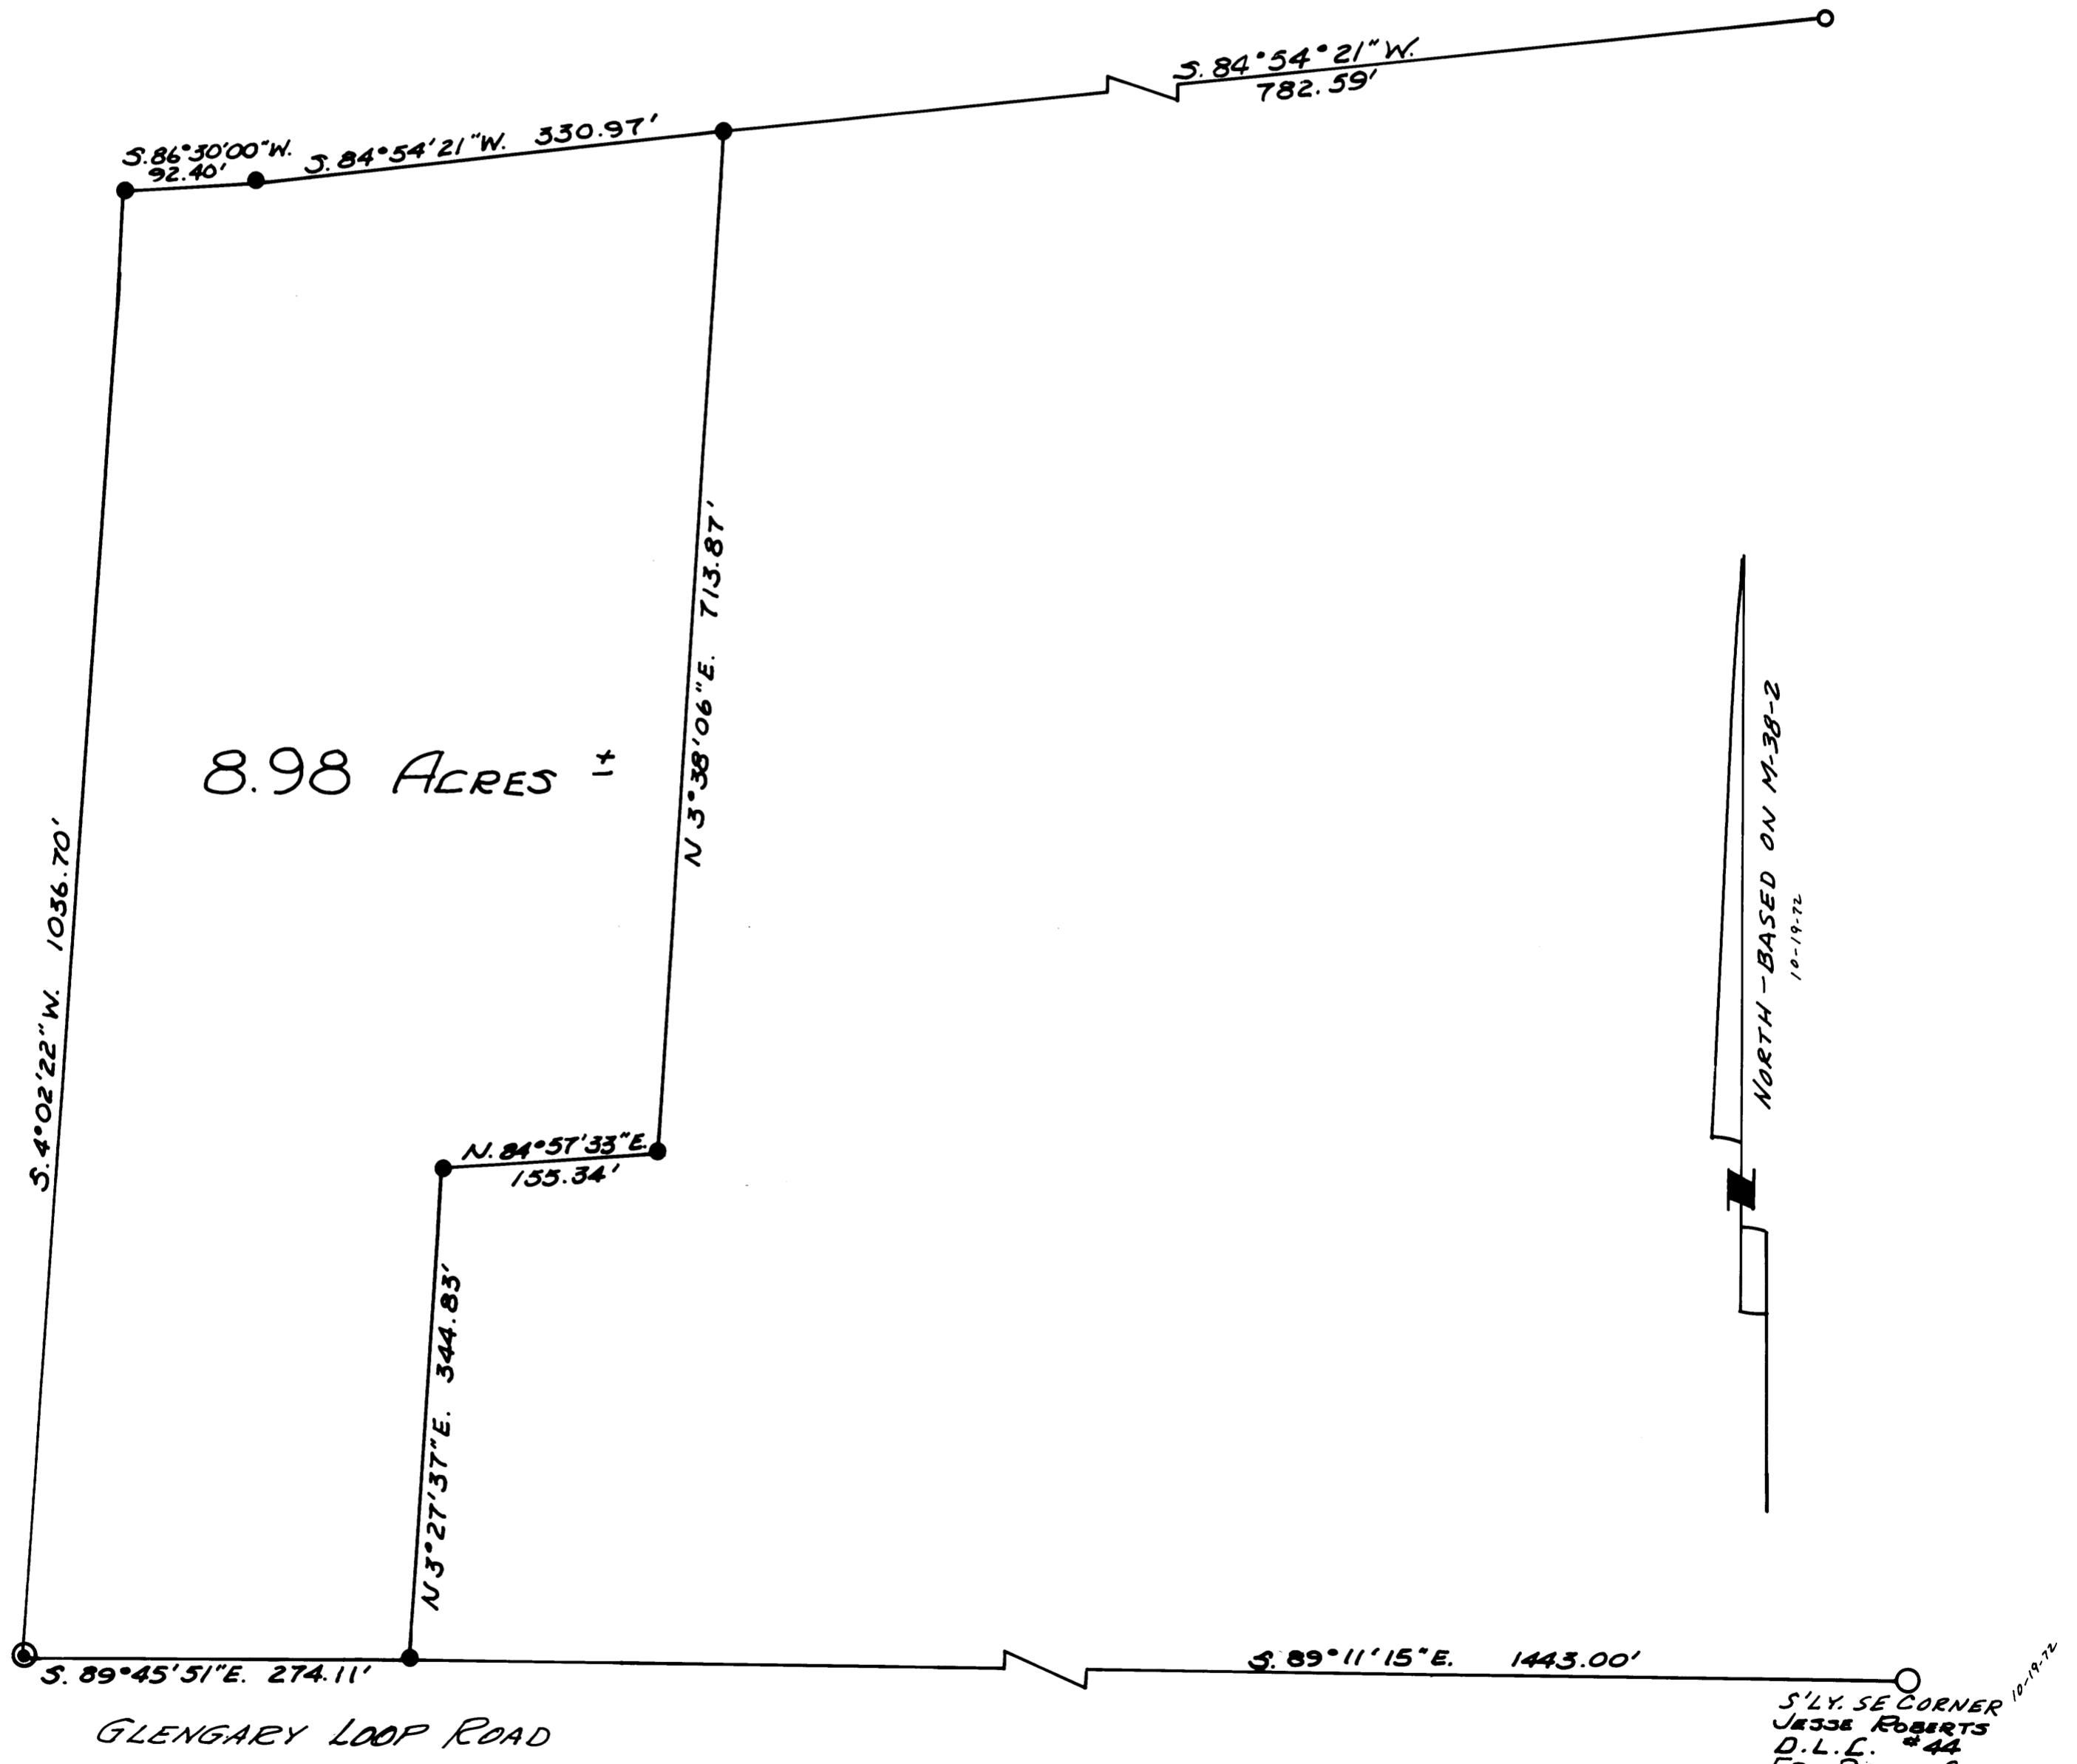 S. 84°54°21"W.
782.59'
S. 86°30'00"W.
92.40'
S. 84°54'21"W. 330.97'
N 3°38'06"E. 713.87'
8.98 ACRES ±
S. 4°02'22"W. 1036.70'
NORTH-BASED ON M-38-2
10-19-72
N. 84°57'33"E.
155.34'
N 3°27'37"E. 344.83'
S. 89°45'51"E. 274.11'
S. 89°11'15"E. 1443.00'
GLENGARY LOOP ROAD
S'LY. SE CORNER
10-19-72
JESSE ROBERTS
D.L.C. #44